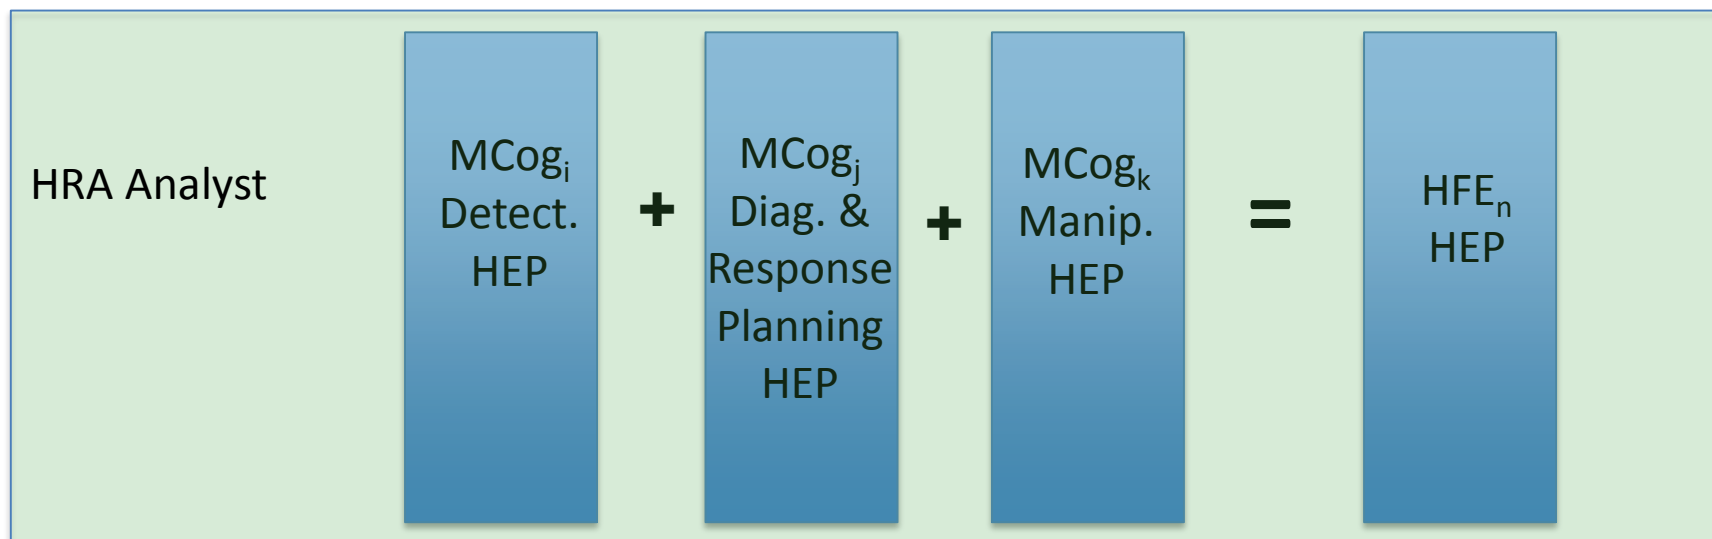 HRA Analyst
MCogᵢ
Detect.
HEP
+
MCogⱼ
Diag. &
Response
Planning
HEP
+
MCogₖ
Manip.
HEP
=
HFEₙ
HEP